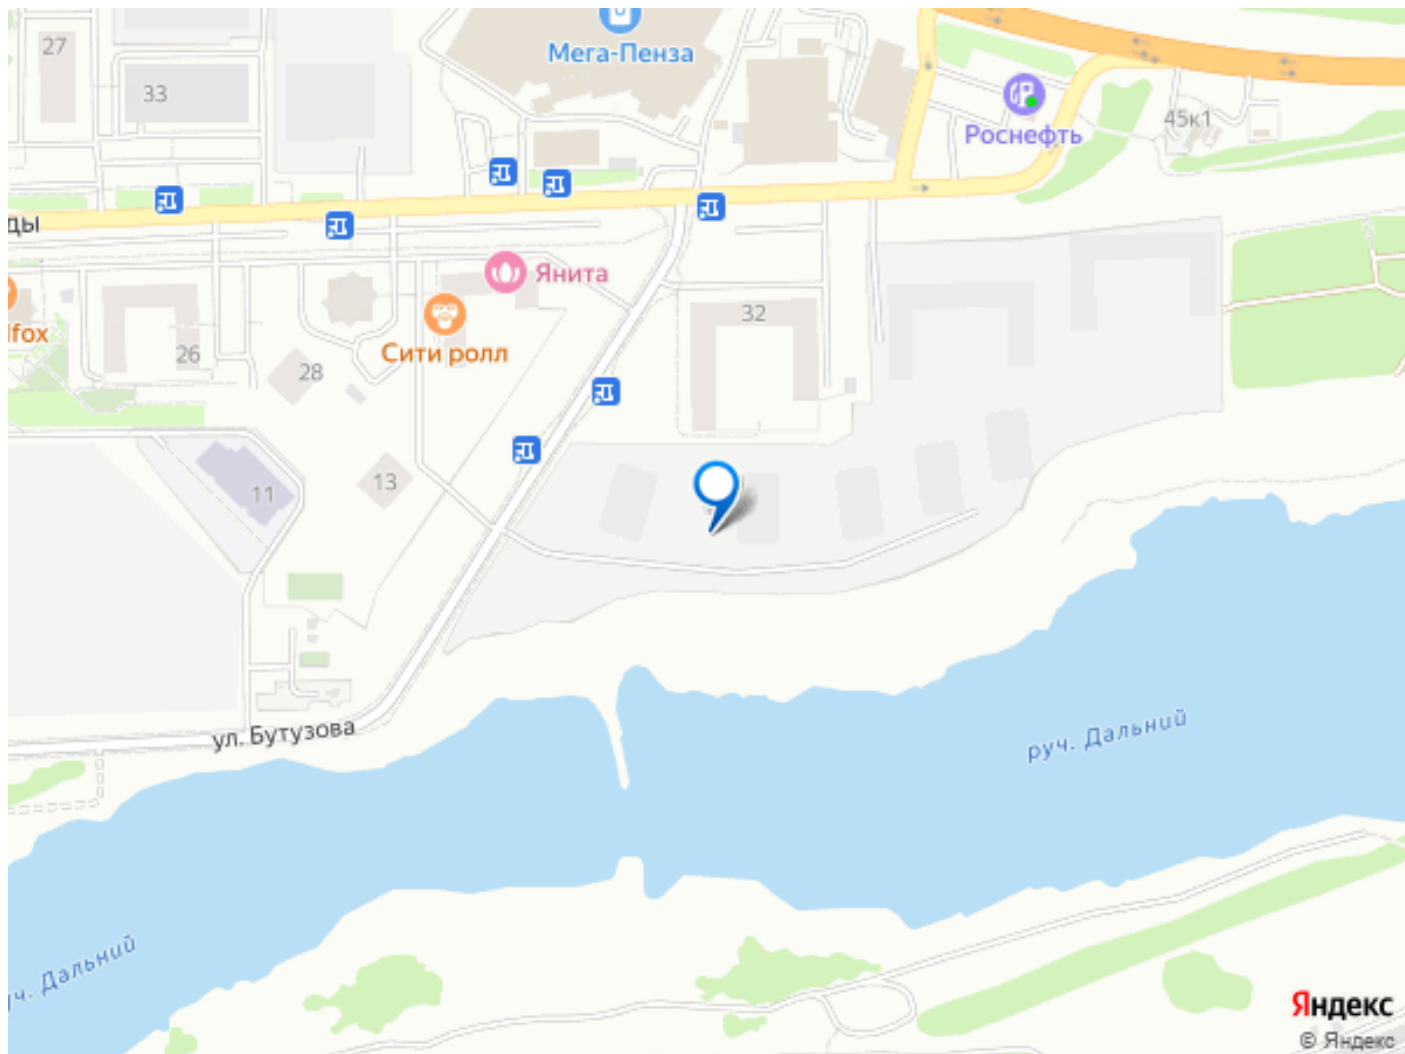 27
Мега-Пенза
33
Роснефть
45к1
ды
Янита
32
lfox
26
28
Сити ролл
13
11
ул. Бутузова
руч. Дальний
уч. Дальний
Яндекс
© Яндекс